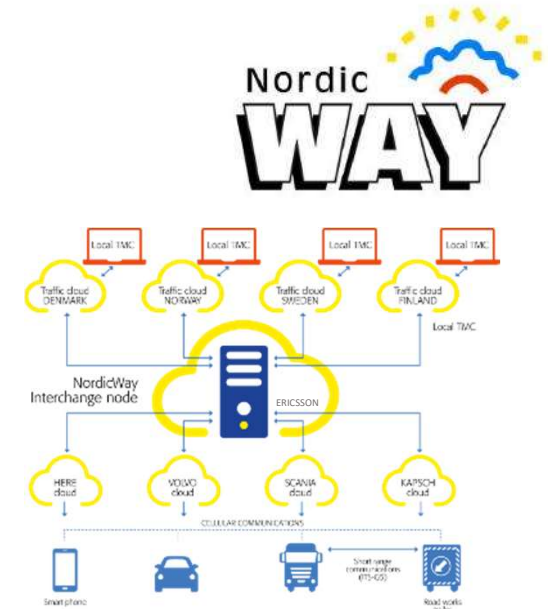 Nordic
WAY
Local TMC
Local TMC
Local TMC
Local TMC
Traffic cloud
DENMARK
Traffic cloud
NORWAY
Traffic cloud
SWEDEN
Traffic cloud
FINLAND
Local TMC
NordicWay
Interchange node
ERICSSON
HERE
cloud
VOLVO
cloud
SCANIA
cloud
KAPSCH
cloud
CELLULAR COMMUNICATIONS
Short range
communications
(ITS-G5)
Smart phone
Road works